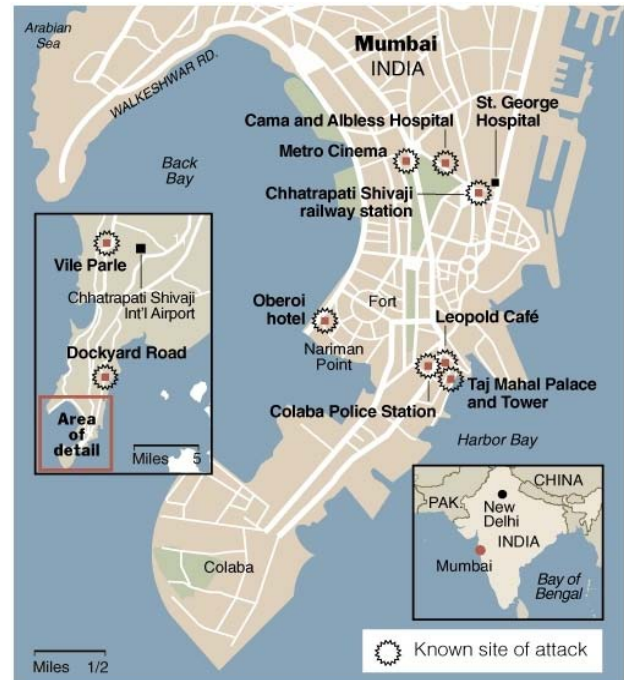 Arabian
Sea
WALKESHWAR RD.
Mumbai
INDIA
Cama and Albless Hospital
St. George
Hospital
Metro Cinema
Back
Bay
Chhatrapati Shivaji
railway station
Vile Parle
Chhatrapati Shivaji
Int'l Airport
Dockyard Road
Area
of
detail
Miles 5
Oberoi
hotel
Fort
Nariman
Point
Leopold Café
Taj Mahal Palace
and Tower
Colaba Police Station
Harbor Bay
Colaba
CHINA
PAK.
New
Delhi
INDIA
Mumbai
Bay of
Bengal
Miles 1/2
Known site of attack